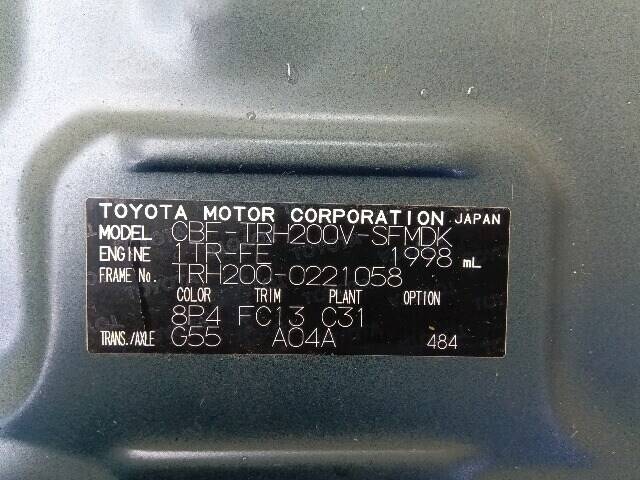 TOYOTA MOTOR CORPORATION JAPAN
MODEL CBF-TRH200V-SFMDK
ENGINE 1TR-FE 1998 mL
FRAME No. TRH200-0221058
COLOR TRIM PLANT OPTION
8P4 FC13 C31
TRANS./AXLE G55 A04A 484